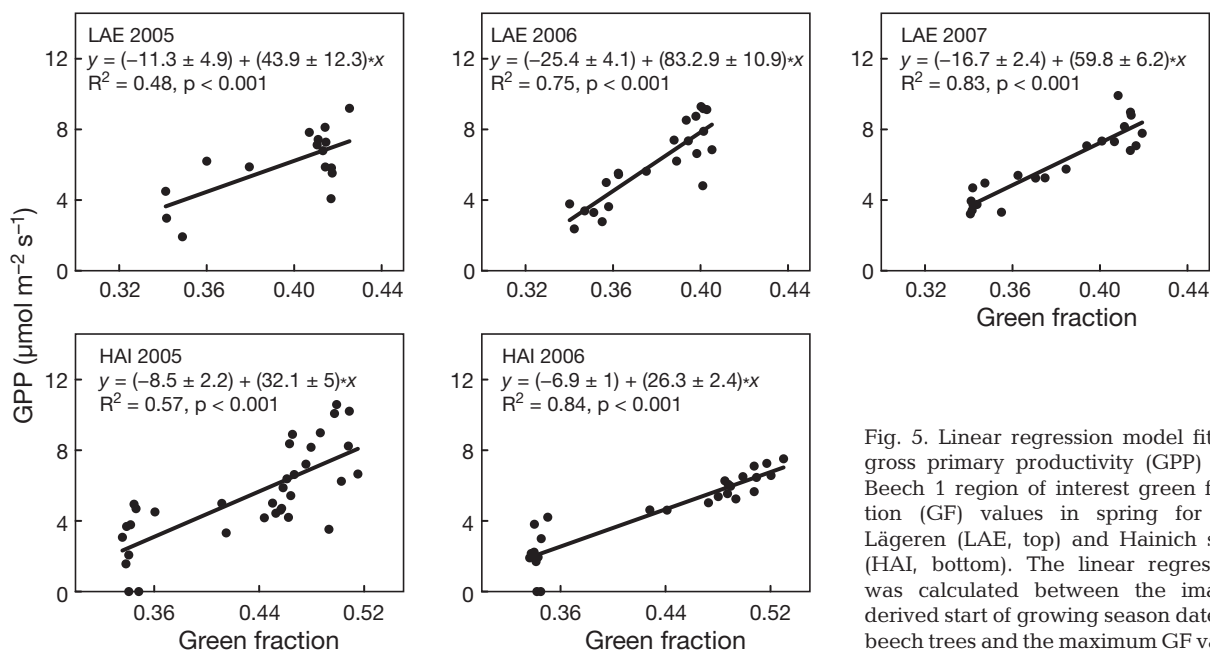 LAE 2005
y = (−11.3 ± 4.9) + (43.9 ± 12.3)*x
R² = 0.48, p < 0.001
12
8
4
0
0.32 0.36 0.40 0.44
LAE 2006
y = (−25.4 ± 4.1) + (83.2.9 ± 10.9)*x
R² = 0.75, p < 0.001
12
8
4
0
0.32 0.36 0.40 0.44
LAE 2007
y = (−16.7 ± 2.4) + (59.8 ± 6.2)*x
R² = 0.83, p < 0.001
12
8
4
0
0.32 0.36 0.40 0.44
Green fraction
GPP (µmol m⁻² s⁻¹)
HAI 2005
y = (−8.5 ± 2.2) + (32.1 ± 5)*x
R² = 0.57, p < 0.001
12
8
4
0
0.36 0.44 0.52
Green fraction
HAI 2006
y = (−6.9 ± 1) + (26.3 ± 2.4)*x
R² = 0.84, p < 0.001
12
8
4
0
0.36 0.44 0.52
Green fraction
Fig. 5. Linear regression model fit
gross primary productivity (GPP)
Beech 1 region of interest green f
tion (GF) values in spring for
Lägeren (LAE, top) and Hainich s
(HAI, bottom). The linear regress
was calculated between the ima
derived start of growing season date
beech trees and the maximum GF va